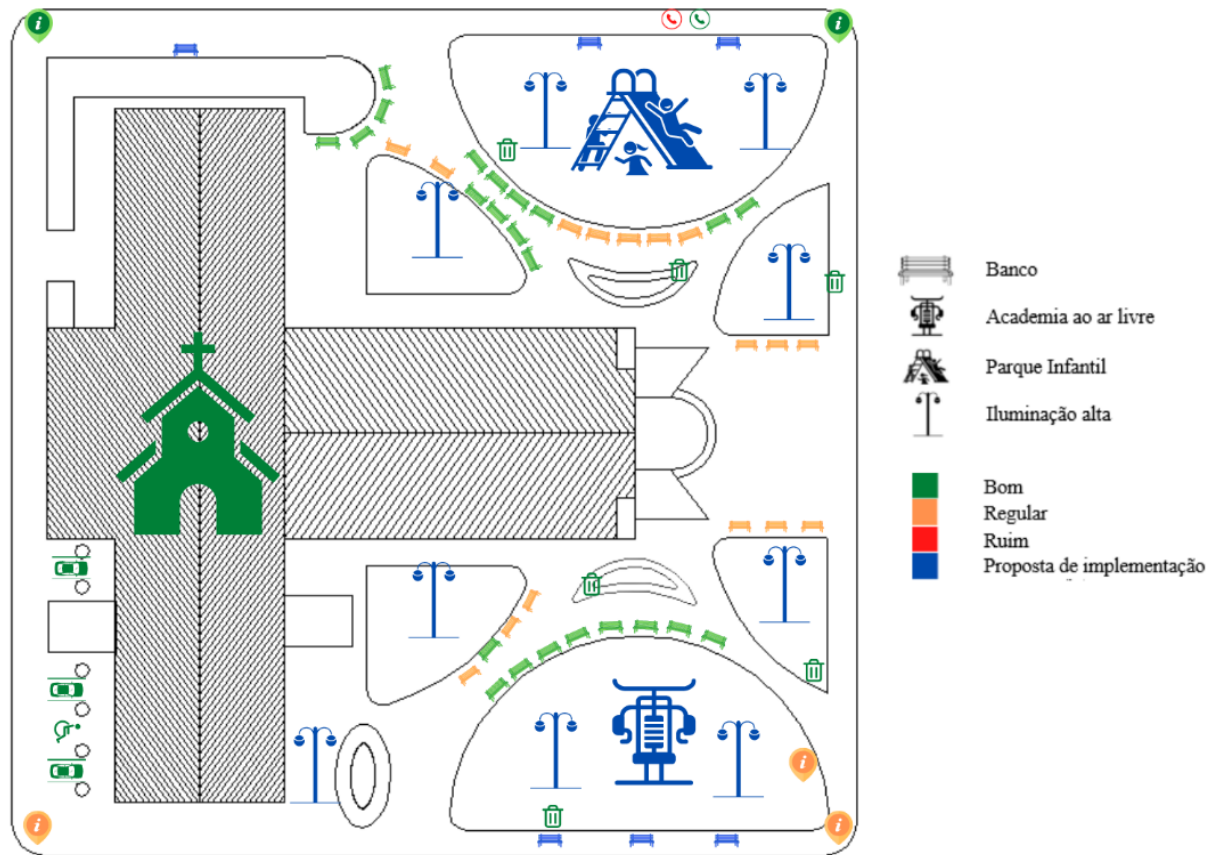 i
i
Banco
Academia ao ar livre
Parque Infantil
Iluminação alta
Bom
Regular
Ruim
Proposta de implementação
i
i
i